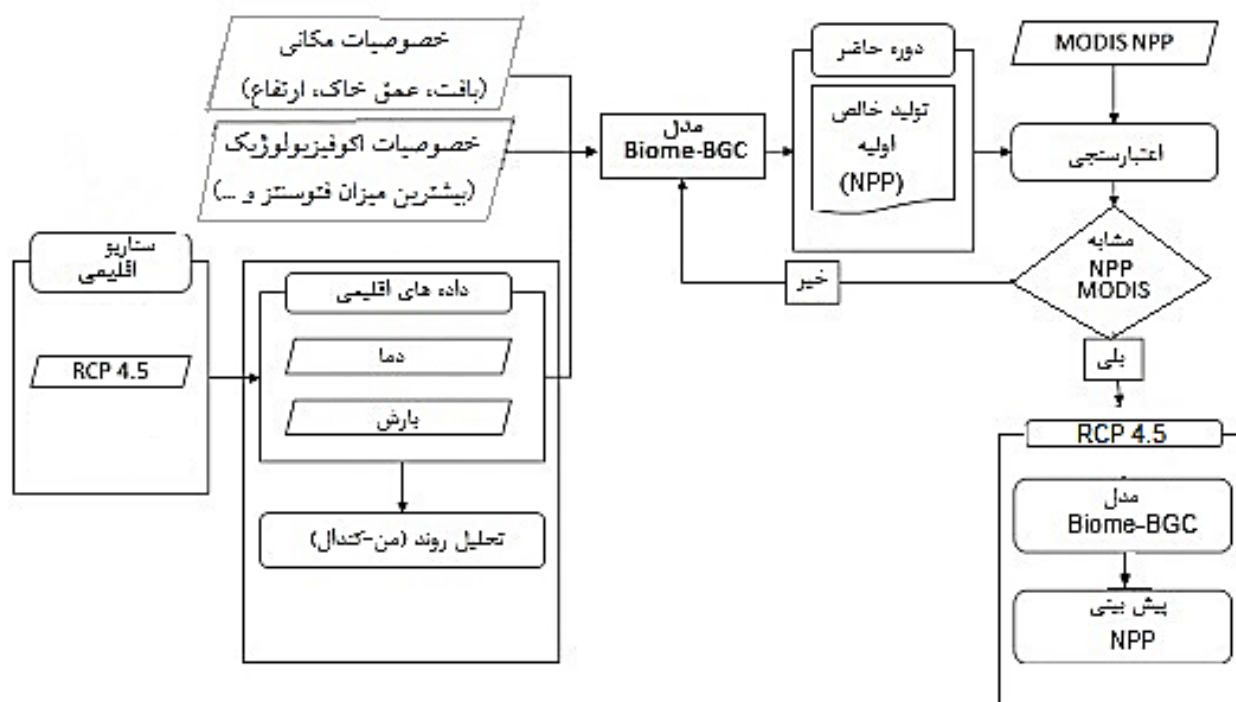 خصوصیات مکانی
(بافت، عمق خاک، ارتفاع)
خصوصیات اکوفیزیولوژیک
(بیشترین میزان فتوسنتز و ...)
سناریو
اقلیمی
RCP 4.5
داده های اقلیمی
دما
بارش
تحلیل روند (من-کندال)
مدل
Biome-BGC
دوره حاضر
تولید خالص
اولیه
(NPP)
MODIS NPP
اعتبارسنجی
مشابه
NPP
MODIS
خیر
بلی
RCP 4.5
مدل
Biome-BGC
پیش بینی
NPP